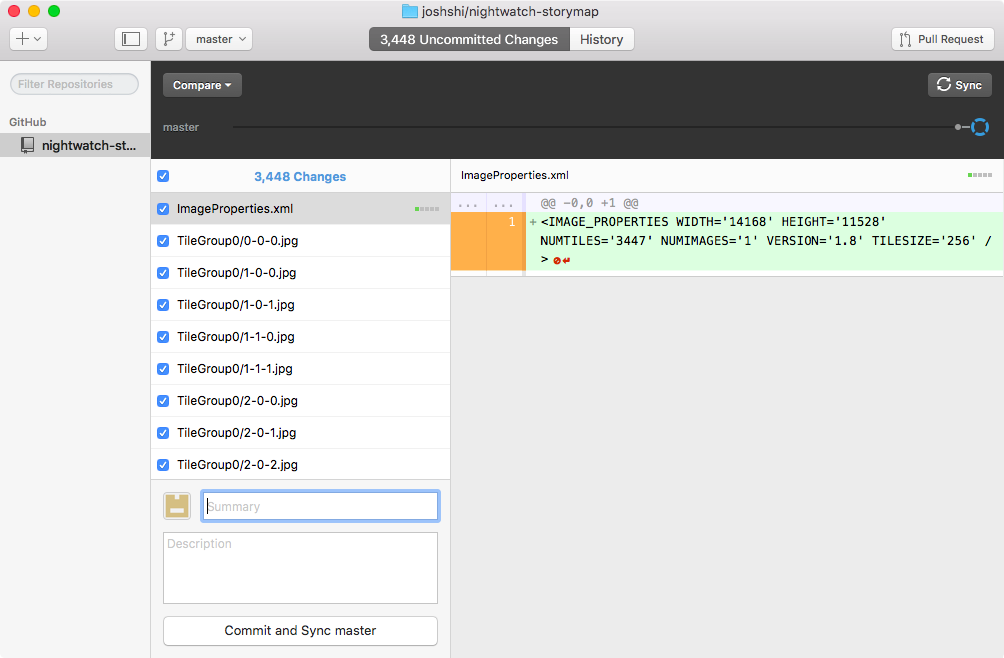 joshshi/nightwatch-storymap
master
3,448 Uncommitted Changes
History
Pull Request
Filter Repositories
Compare
Sync
GitHub
master
nightwatch-st...
3,448 Changes
ImageProperties.xml
TileGroup0/0-0-0.jpg
TileGroup0/1-0-0.jpg
TileGroup0/1-0-1.jpg
TileGroup0/1-1-0.jpg
TileGroup0/1-1-1.jpg
TileGroup0/2-0-0.jpg
TileGroup0/2-0-1.jpg
TileGroup0/2-0-2.jpg
Summary
Description
Commit and Sync master
ImageProperties.xml
... ... @@ -0,0 +1 @@
1 +<IMAGE_PROPERTIES WIDTH='14168' HEIGHT='11528'
NUMTILES='3447' NUMIMAGES='1' VERSION='1.8' TILESIZE='256' /
>